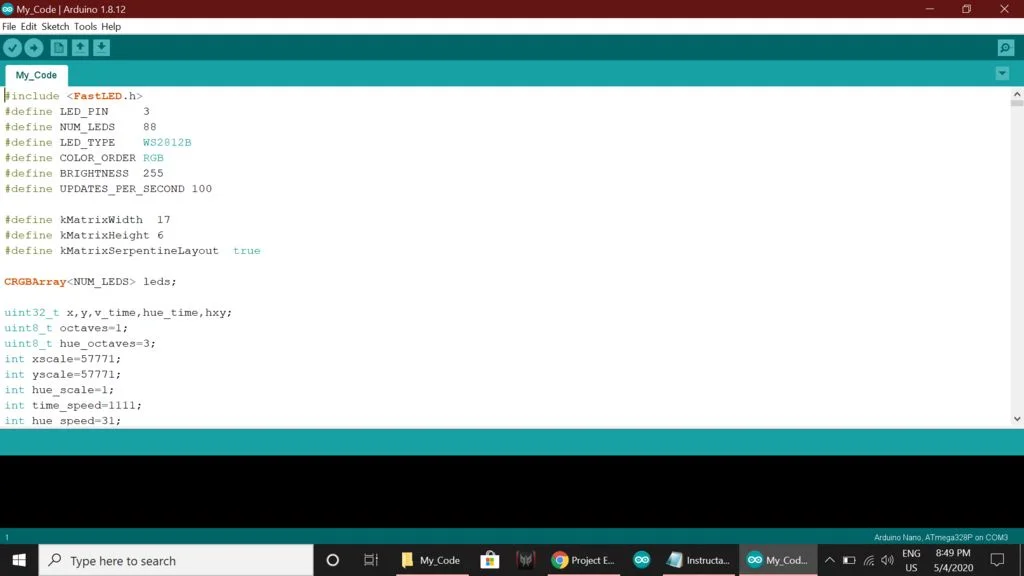 My_Code | Arduino 1.8.12
File Edit Sketch Tools Help
My_Code
#include <FastLED.h>
#define LED_PIN     3
#define NUM_LEDS    88
#define LED_TYPE    WS2812B
#define COLOR_ORDER RGB
#define BRIGHTNESS  255
#define UPDATES_PER_SECOND 100
#define kMatrixWidth  17
#define kMatrixHeight 6
#define kMatrixSerpentineLayout  true
CRGBArray<NUM_LEDS> leds;
uint32_t x,y,v_time,hue_time,hxy;
uint8_t octaves=1;
uint8_t hue_octaves=3;
int xscale=57771;
int yscale=57771;
int hue_scale=1;
int time_speed=1111;
int hue_speed=31;
1
Arduino Nano, ATmega328P on COM3
Type here to search
My_Code
Project E...
Instructa...
My_Cod...
ENG
US
8:49 PM
5/4/2020